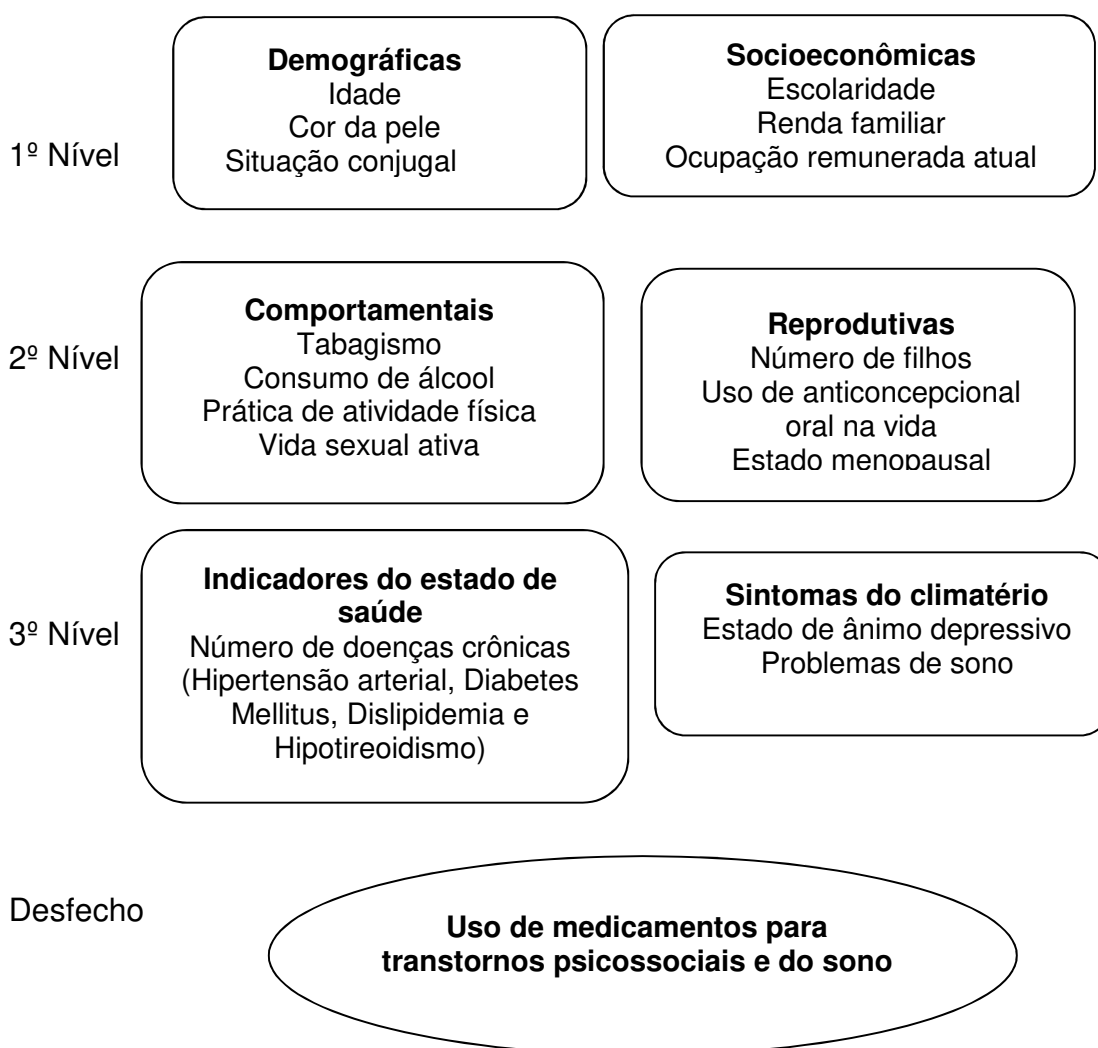 1º Nível
Demográficas
Idade
Cor da pele
Situação conjugal
Socioeconômicas
Escolaridade
Renda familiar
Ocupação remunerada atual
2º Nível
Comportamentais
Tabagismo
Consumo de álcool
Prática de atividade física
Vida sexual ativa
Reprodutivas
Número de filhos
Uso de anticoncepcional
oral na vida
Estado menopausal
3º Nível
Indicadores do estado de
saúde
Número de doenças crônicas
(Hipertensão arterial, Diabetes
Mellitus, Dislipidemia e
Hipotireoidismo)
Sintomas do climatério
Estado de ânimo depressivo
Problemas de sono
Desfecho
Uso de medicamentos para
transtornos psicossociais e do sono